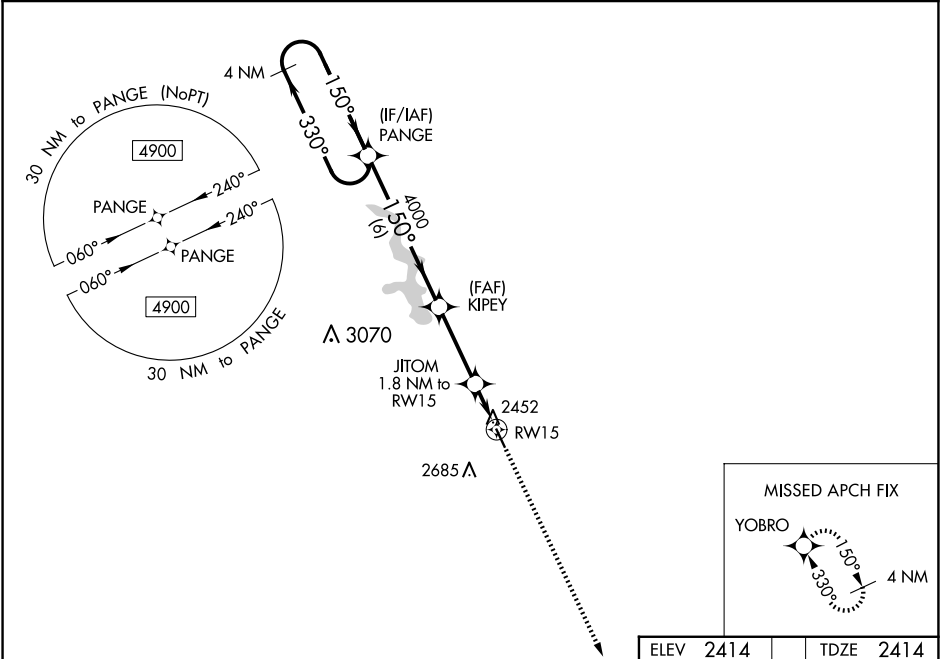 30 NM to PANGE (NoPT)
4900
PANGE
240°
060°
240°
PANGE
060°
4900
30 NM to PANGE
4 NM
150°
330°
(IF/IAF)
PANGE
4000
150°
(6)
(FAF)
KIPEY
3070
JITOM
1.8 NM to
RW15
2452
RW15
2685
MISSED APCH FIX
YOBRO
150°
330°
4 NM
ELEV 2414
TDZE 2414